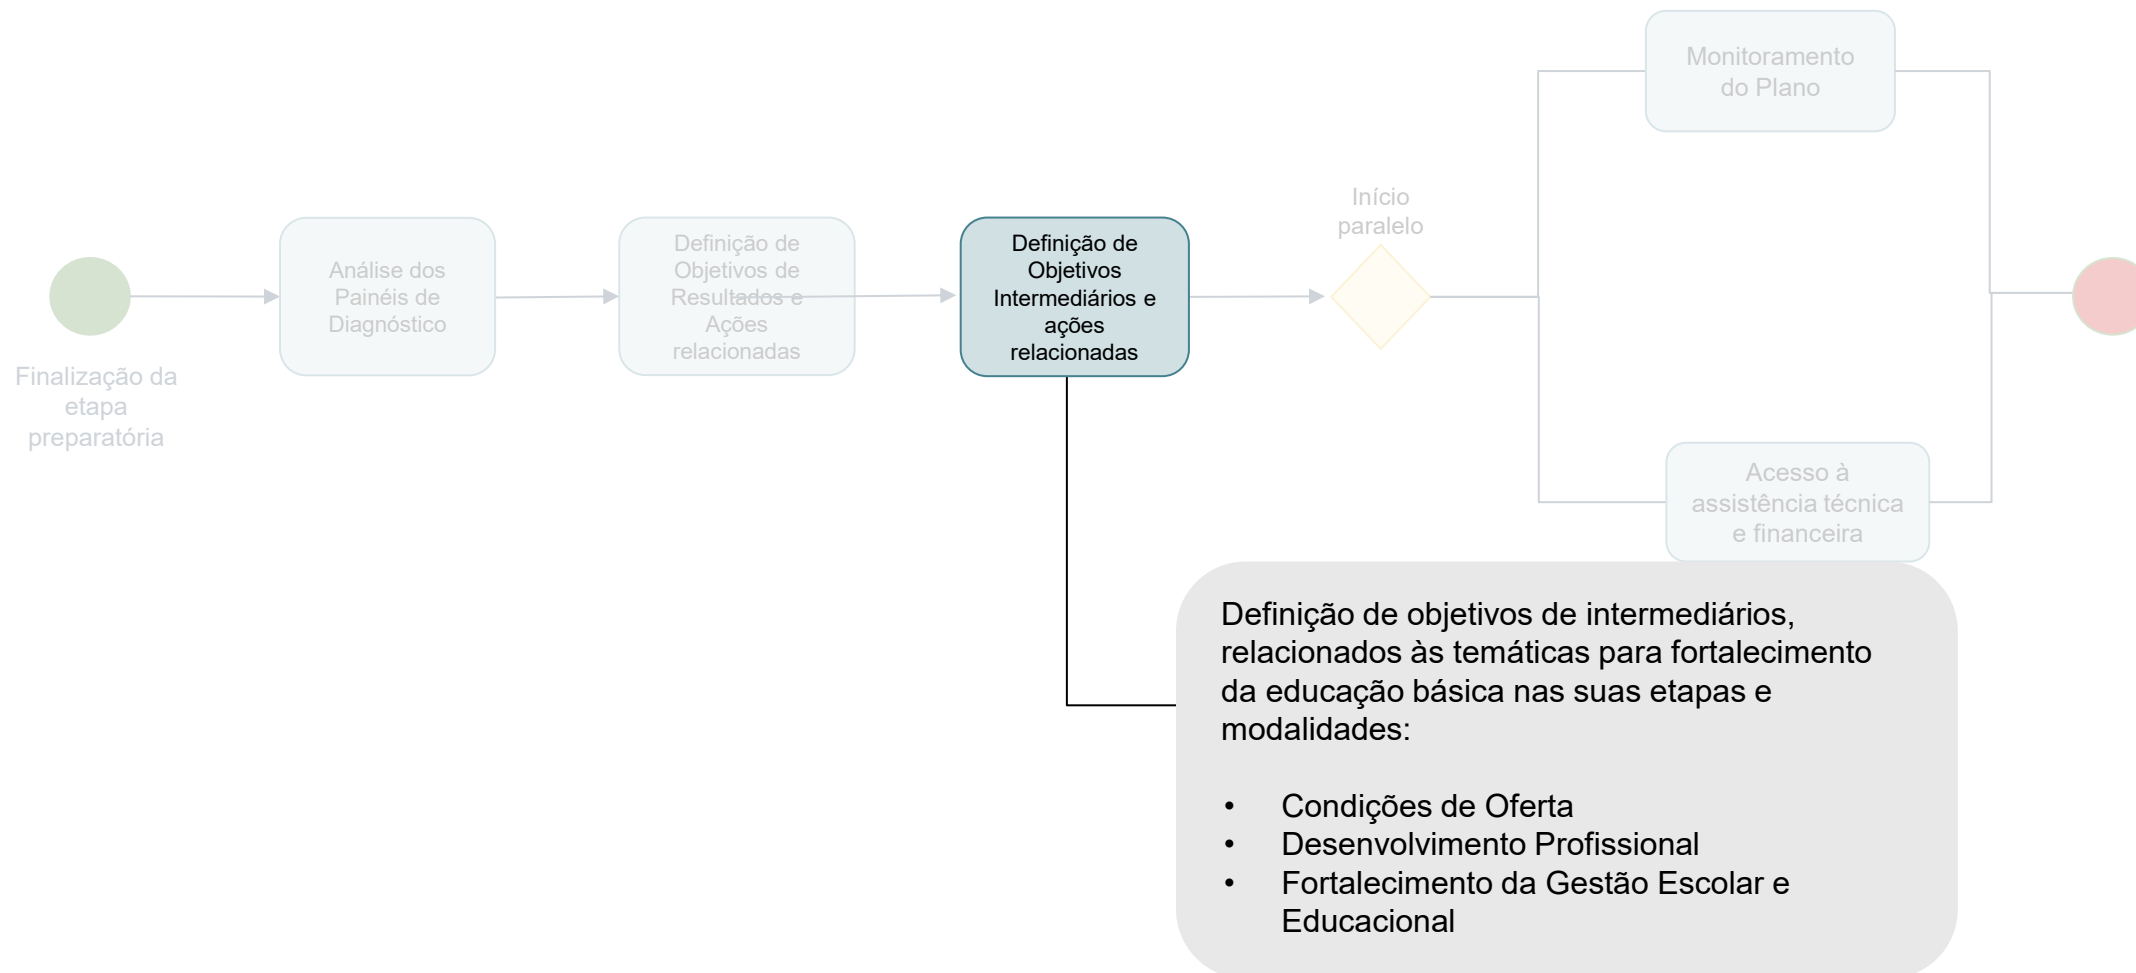 Finalização da
etapa
preparatória
Análise dos
Painéis de
Diagnóstico
Definição de
Objetivos de
Resultados e
Ações
relacionadas
Definição de
Objetivos
Intermediários e
ações
relacionadas
Início
paralelo
Monitoramento
do Plano
Acesso à
assistência técnica
e financeira
Definição de objetivos de intermediários,
relacionados às temáticas para fortalecimento
da educação básica nas suas etapas e
modalidades:
• Condições de Oferta
• Desenvolvimento Profissional
• Fortalecimento da Gestão Escolar e
Educacional